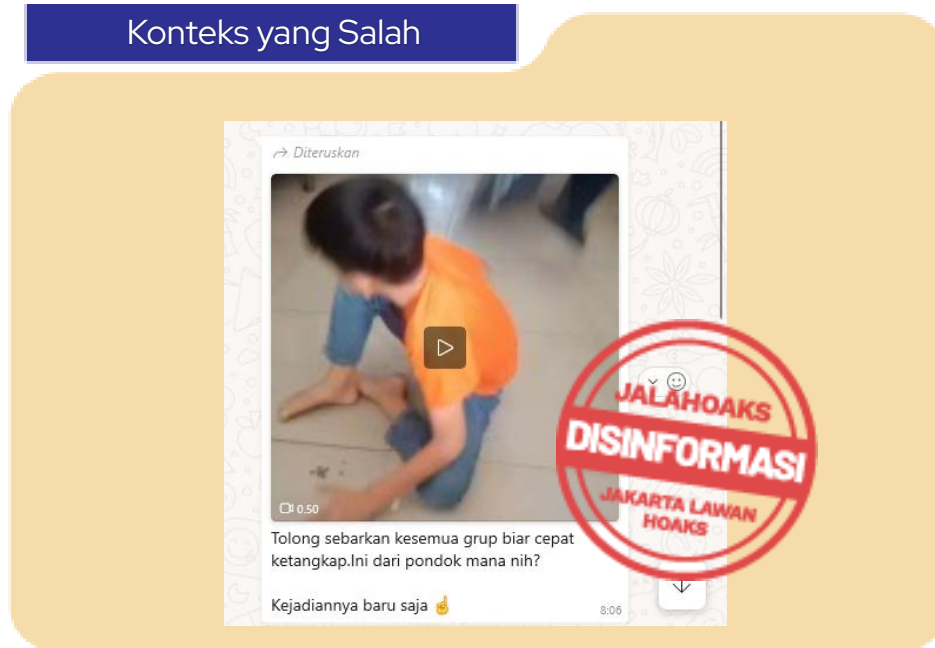 Konteks yang Salah
Diteruskan
0.50
Tolong sebarkan kesemua grup biar cepat
ketangkap.Ini dari pondok mana nih?
Kejadiannya baru saja ☝
8:06
JALAHOAKS
DISINFORMASI
JAKARTA LAWAN
HOAKS